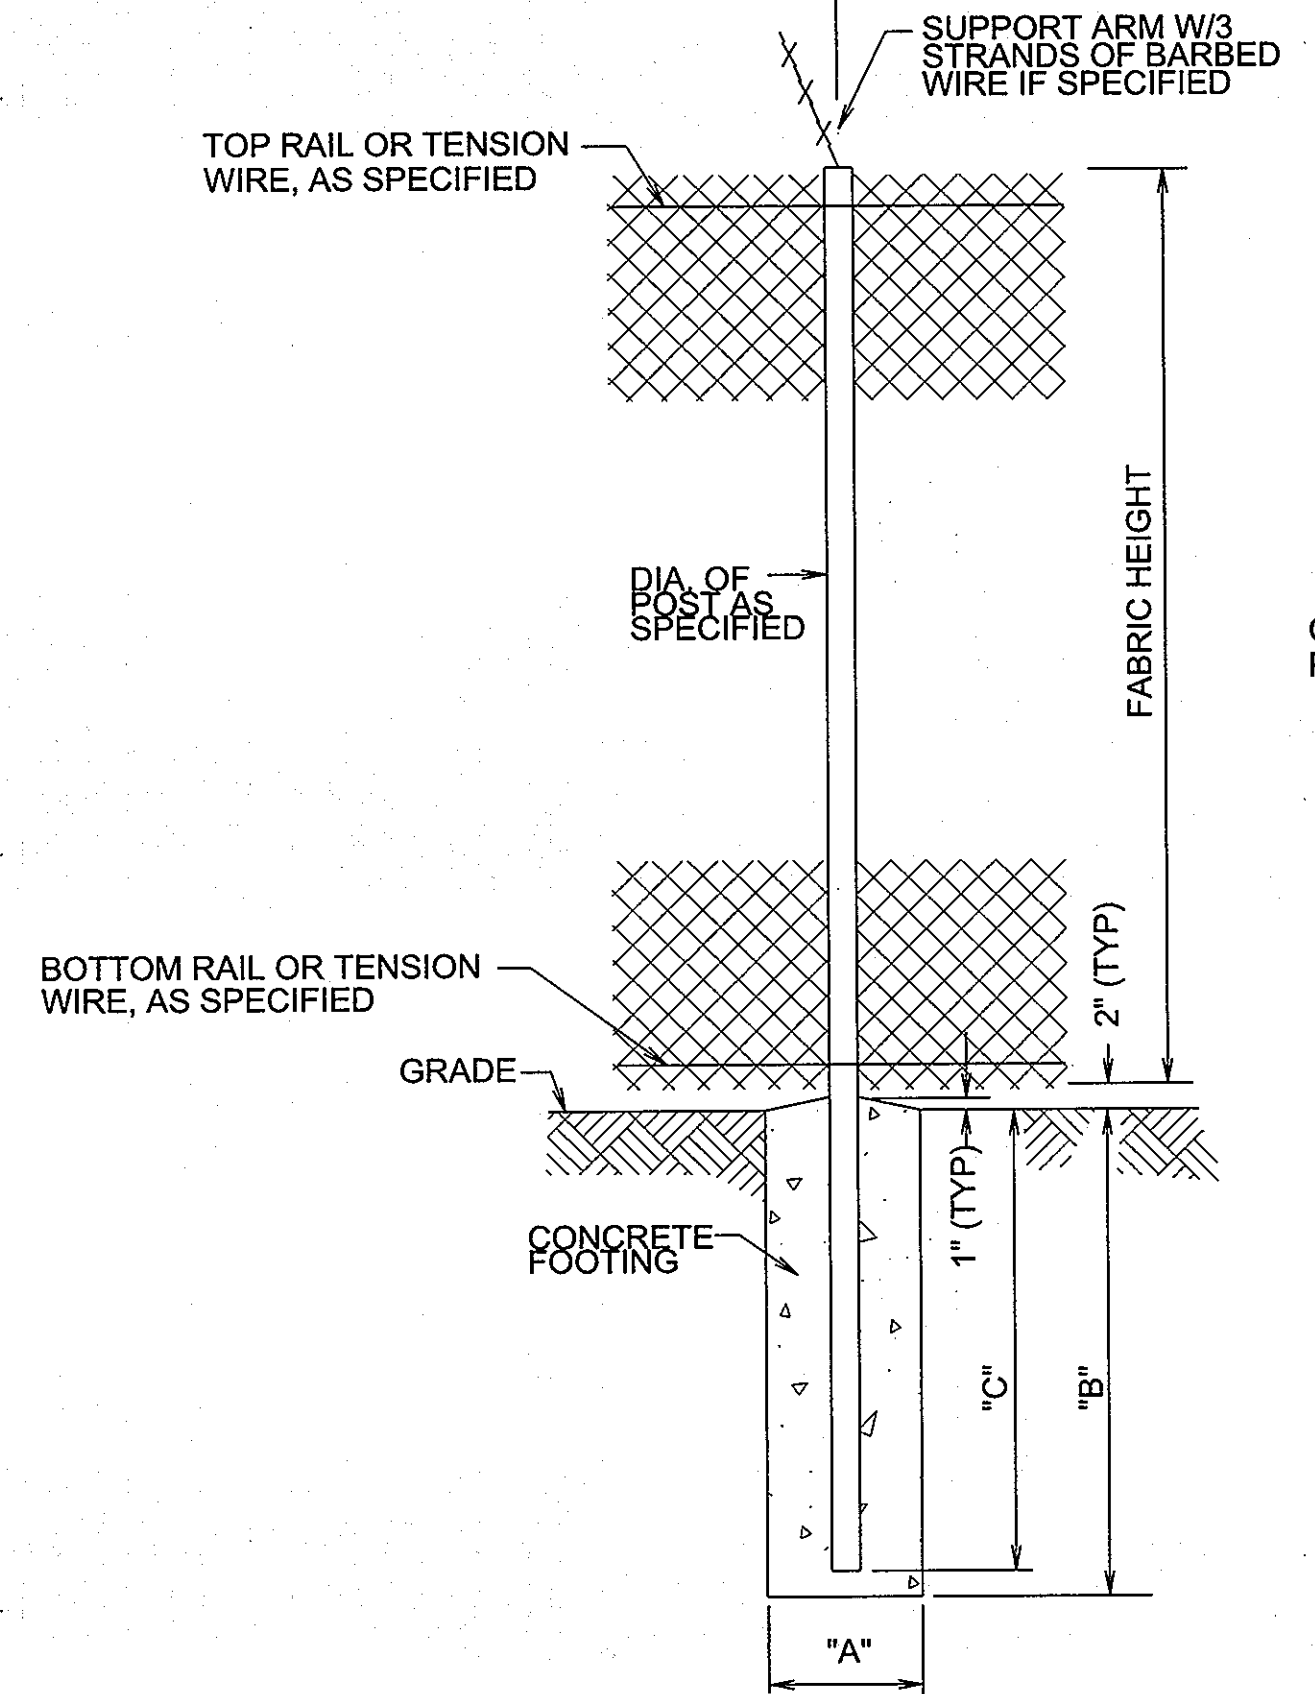 SUPPORT ARM W/3
STRANDS OF BARBED
WIRE IF SPECIFIED
TOP RAIL OR TENSION
WIRE, AS SPECIFIED
FABRIC HEIGHT
DIA. OF
POST AS
SPECIFIED
2" (TYP)
BOTTOM RAIL OR TENSION
WIRE, AS SPECIFIED
GRADE
1" (TYP)
CONCRETE
FOOTING
"C"
"B"
"A"